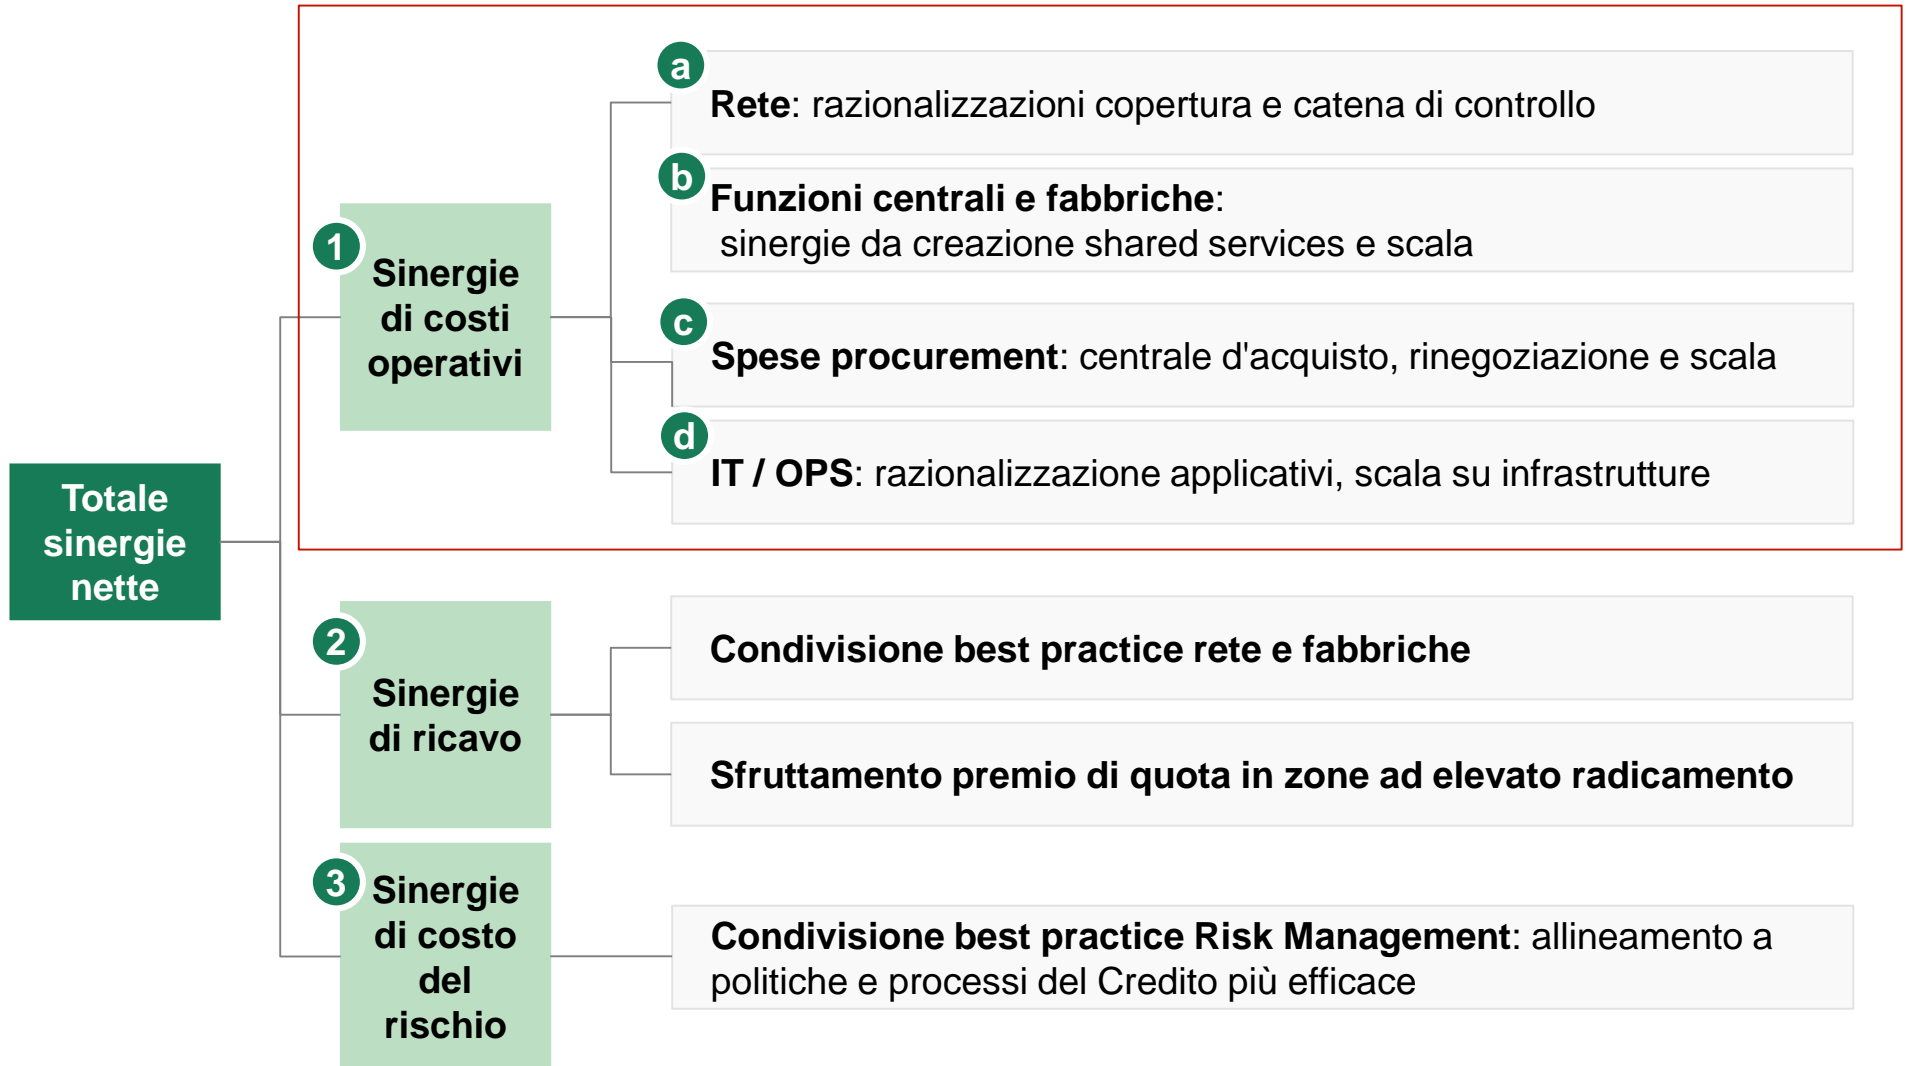 Totale
sinergie
nette
1
Sinergie
di costi
operativi
a
Rete: razionalizzazioni copertura e catena di controllo
b
Funzioni centrali e fabbriche:
sinergie da creazione shared services e scala
c
Spese procurement: centrale d'acquisto, rinegoziazione e scala
d
IT / OPS: razionalizzazione applicativi, scala su infrastrutture
2
Sinergie
di ricavo
Condivisione best practice rete e fabbriche
Sfruttamento premio di quota in zone ad elevato radicamento
3
Sinergie
di costo
del
rischio
Condivisione best practice Risk Management: allineamento a
politiche e processi del Credito più efficace